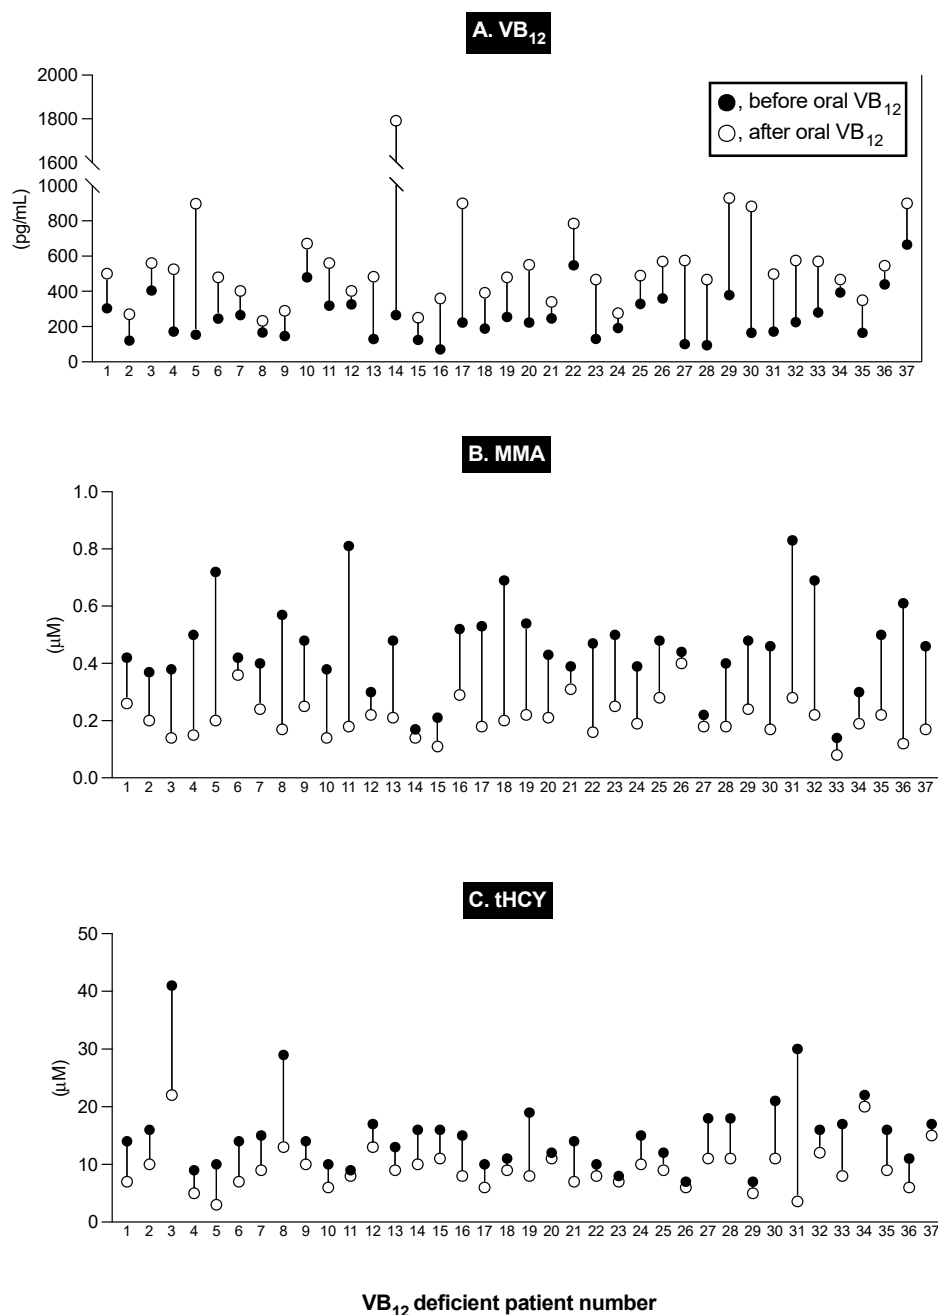 A. VB12
2000
1800
1600
1000
800
600
400
200
0
(pg/mL)
●, before oral VB12
○, after oral VB12
1 2 3 4 5 6 7 8 9 10 11 12 13 14 15 16 17 18 19 20 21 22 23 24 25 26 27 28 29 30 31 32 33 34 35 36 37
B. MMA
1.0
0.8
0.6
0.4
0.2
0.0
(µM)
1 2 3 4 5 6 7 8 9 10 11 12 13 14 15 16 17 18 19 20 21 22 23 24 25 26 27 28 29 30 31 32 33 34 35 36 37
C. tHCY
50
40
30
20
10
0
(µM)
1 2 3 4 5 6 7 8 9 10 11 12 13 14 15 16 17 18 19 20 21 22 23 24 25 26 27 28 29 30 31 32 33 34 35 36 37
VB12 deficient patient number